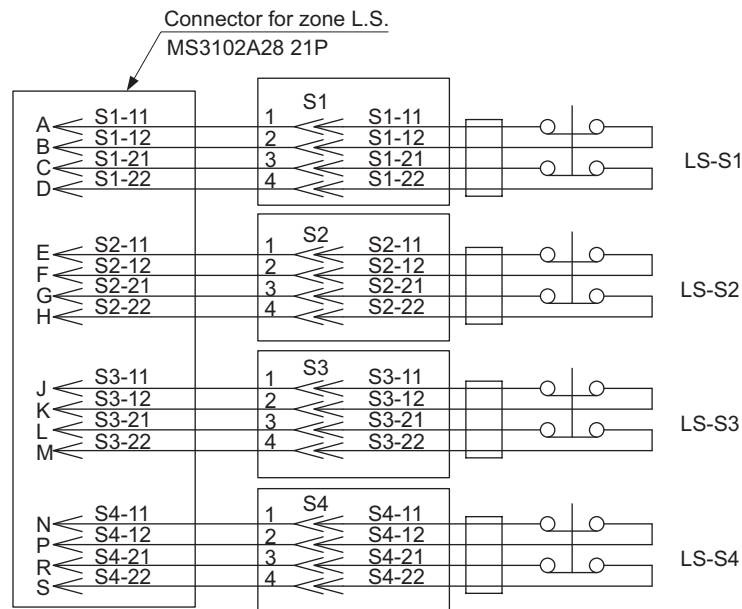 Connector for zone L.S.
MS3102A28 21P
S1
A S1-11 1 S1-11
B S1-12 2 S1-12
C S1-21 3 S1-21
D S1-22 4 S1-22
LS-S1
S2
E S2-11 1 S2-11
F S2-12 2 S2-12
G S2-21 3 S2-21
H S2-22 4 S2-22
LS-S2
S3
J S3-11 1 S3-11
K S3-12 2 S3-12
L S3-21 3 S3-21
M S3-22 4 S3-22
LS-S3
S4
N S4-11 1 S4-11
P S4-12 2 S4-12
R S4-21 3 S4-21
S S4-22 4 S4-22
LS-S4